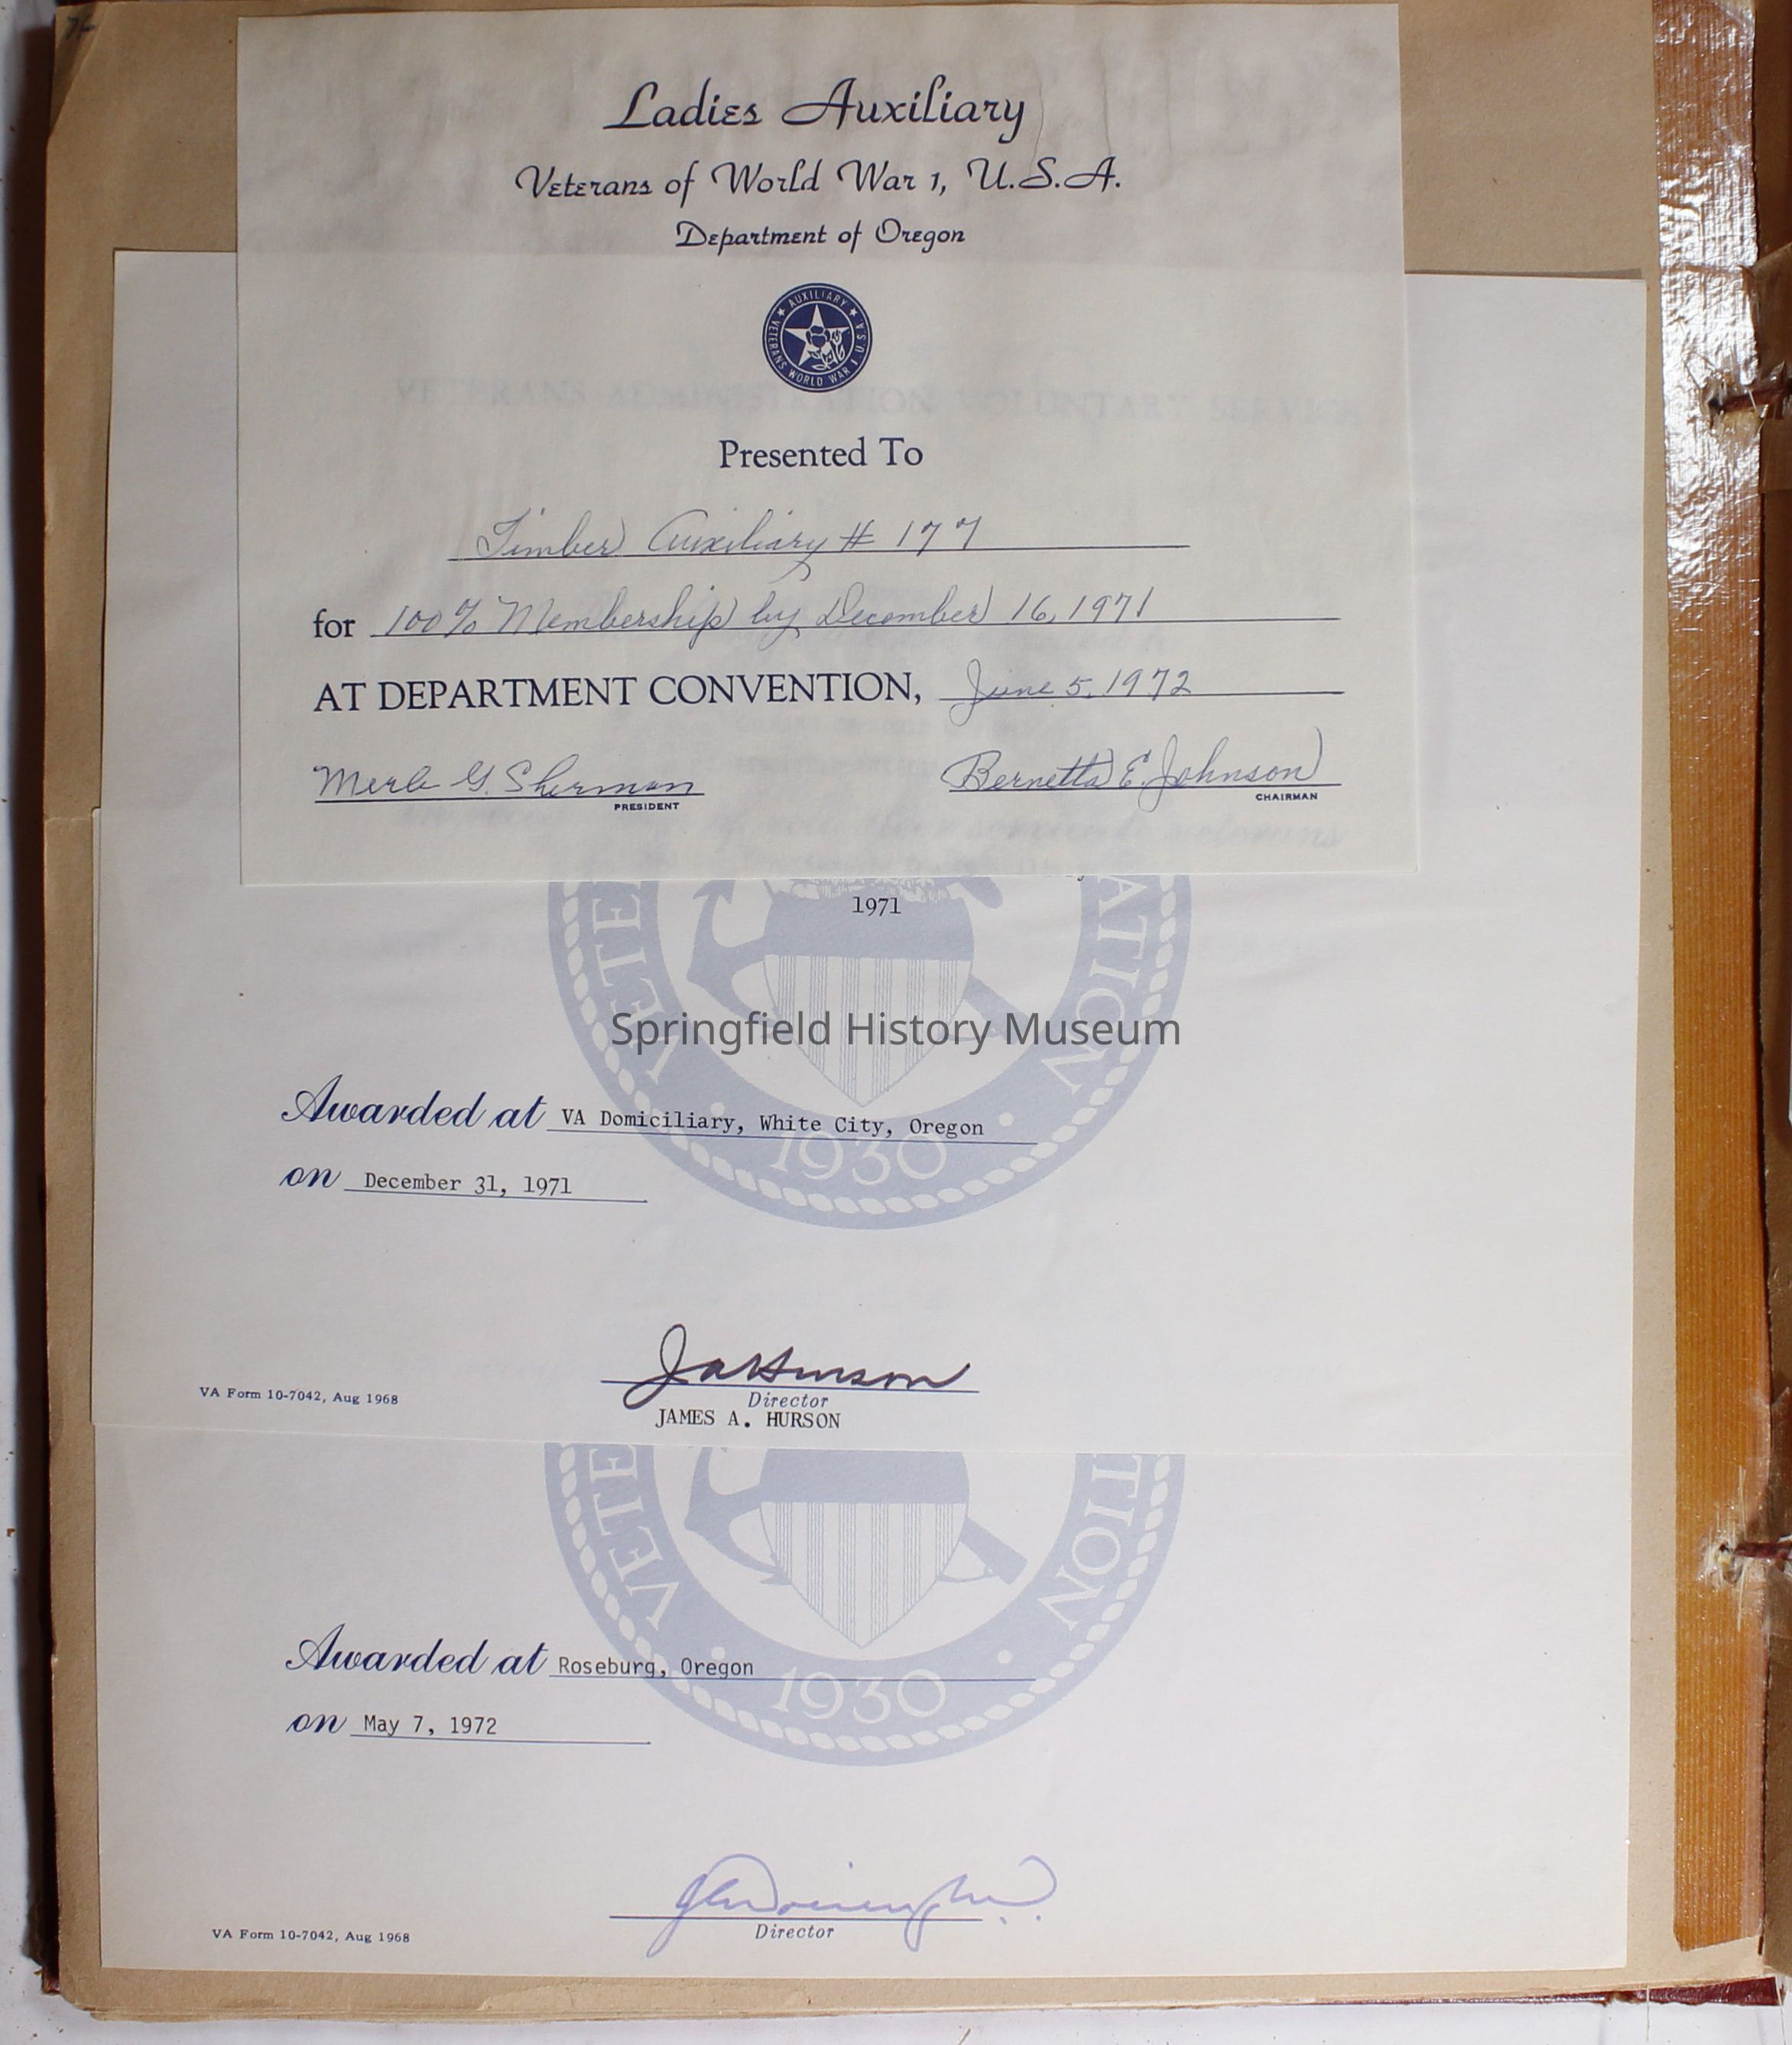 Ladies Auxiliary
Veterans of World War 1, U.S.A.
Department of Oregon
AUXILIARY
VETERANS WORLD WAR I U.S.A.
VETERANS ADMINISTRATION VOLUNTARY SERVICE
Presented To
Timber Auxiliary # 177
for 100% Membership by December 16, 1971
AT DEPARTMENT CONVENTION, June 5, 1972
Merle G. Sherman
PRESIDENT
Bernetta E. Johnson
CHAIRMAN
1971
Springfield History Museum
Awarded at VA Domiciliary, White City, Oregon
1930
on December 31, 1971
Director
JAMES A. HURSON
VA Form 10-7042, Aug 1968
Awarded at Roseburg, Oregon
1930
on May 7, 1972
Director
VA Form 10-7042, Aug 1968